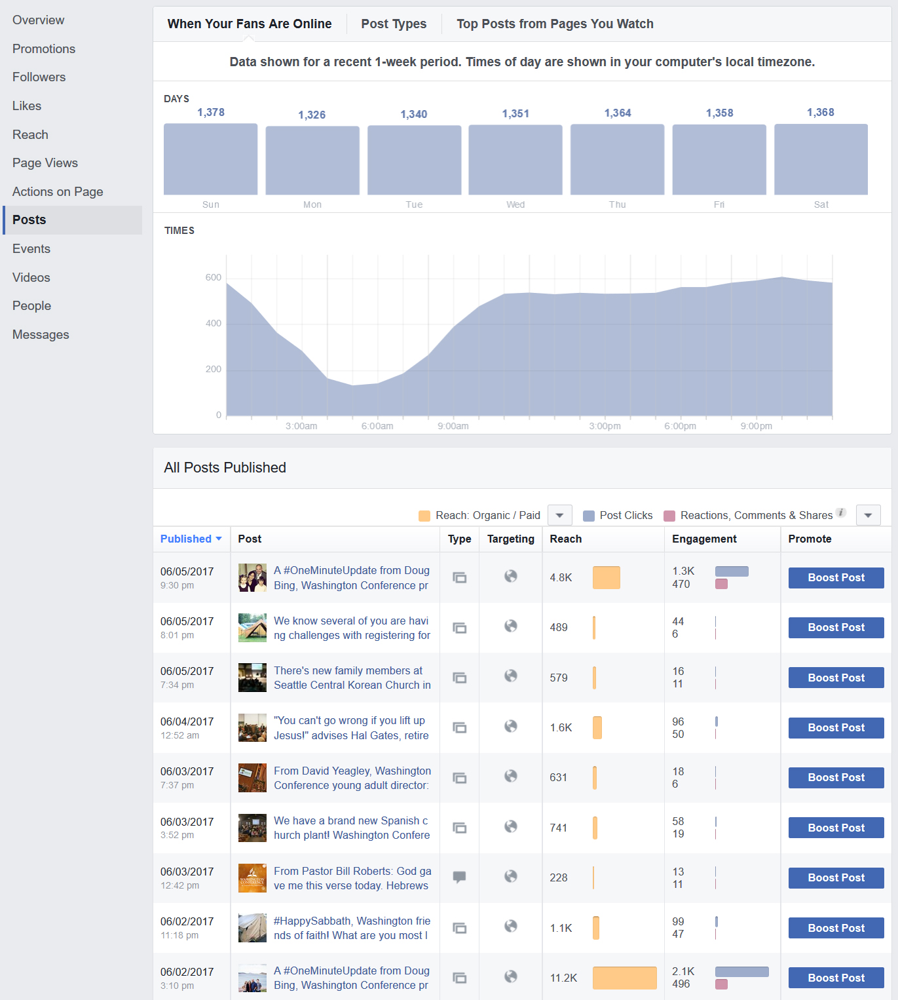 Overview
Promotions
Followers
Likes
Reach
Page Views
Actions on Page
Posts
Events
Videos
People
Messages
When Your Fans Are Online
Post Types
Top Posts from Pages You Watch
Data shown for a recent 1-week period. Times of day are shown in your computer's local timezone.
DAYS
1,378 1,326 1,340 1,351 1,364 1,358 1,368
Sun Mon Tue Wed Thu Fri Sat
TIMES
600
400
200
0
3:00am 6:00am 9:00am 3:00pm 6:00pm 9:00pm
All Posts Published
Reach: Organic / Paid Post Clicks Reactions, Comments & Shares i
Published Post Type Targeting Reach Engagement Promote
06/05/2017
9:30 pm
A #OneMinuteUpdate from Doug
Bing, Washington Conference pr
4.8K
1.3K
470
Boost Post
06/05/2017
8:01 pm
We know several of you are havi
ng challenges with registering for
489
44
6
Boost Post
06/05/2017
7:34 pm
There's new family members at
Seattle Central Korean Church in
579
16
11
Boost Post
06/04/2017
12:52 am
"You can't go wrong if you lift up
Jesus!" advises Hal Gates, retire
1.6K
96
50
Boost Post
06/03/2017
7:37 pm
From David Yeagley, Washington
Conference young adult director:
631
18
6
Boost Post
06/03/2017
3:52 pm
We have a brand new Spanish c
hurch plant! Washington Confere
741
58
19
Boost Post
06/03/2017
12:42 pm
WASHINGTON
CONFERENCE
From Pastor Bill Roberts: God ga
ve me this verse today. Hebrews
228
13
11
Boost Post
06/02/2017
11:18 pm
#HappySabbath, Washington frie
nds of faith! What are you most l
1.1K
99
47
Boost Post
06/02/2017
3:10 pm
A #OneMinuteUpdate from Doug
Bing, Washington Conference pr
11.2K
2.1K
496
Boost Post